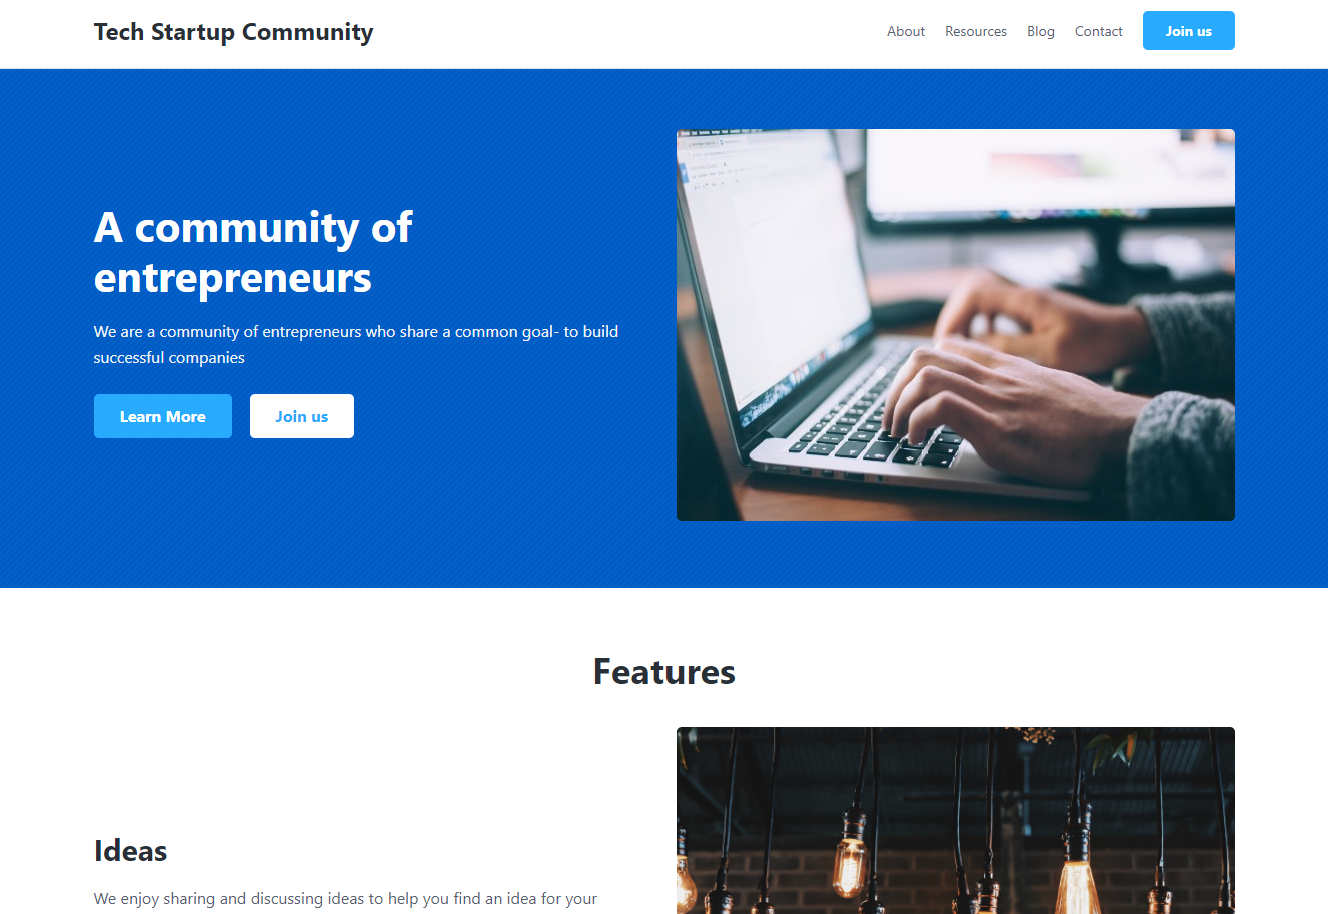 Tech Startup Community
About Resources Blog Contact Join us
A community of
entrepreneurs
We are a community of entrepreneurs who share a common goal- to build
successful companies
Learn More Join us
Features
Ideas
We enjoy sharing and discussing ideas to help you find an idea for your